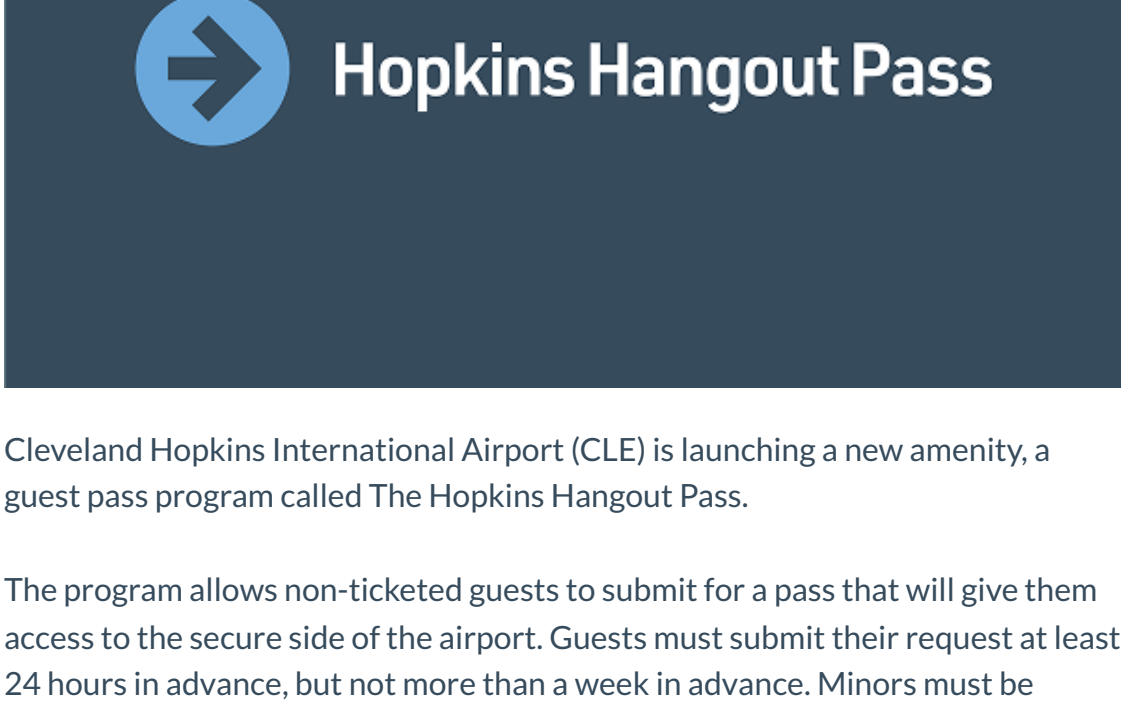 Hopkins Hangout Pass
Cleveland Hopkins International Airport (CLE) is launching a new amenity, a
guest pass program called The Hopkins Hangout Pass.
The program allows non-ticketed guests to submit for a pass that will give them
access to the secure side of the airport. Guests must submit their request at least
24 hours in advance, but not more than a week in advance. Minors must be